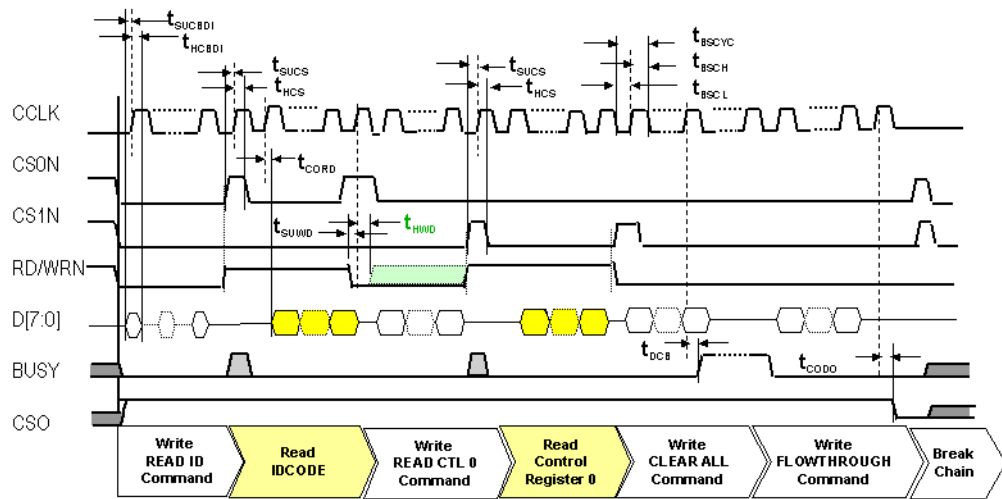 tSUCBDI
tHCBDI
tSUCS
tHCS
tSUCS
tHCS
tBSCYC
tBSCH
tBSCL
CCLK
CS0N
tCORD
CS1N
tSUWD
tHWD
RD/WRN
D[7:0]
tDCB
tCODO
BUSY
CSO
Write
READ ID
Command
Read
IDCODE
Write
READ CTL 0
Command
Read
Control
Register 0
Write
CLEAR ALL
Command
Write
FLOWTHROUGH
Command
Break
Chain